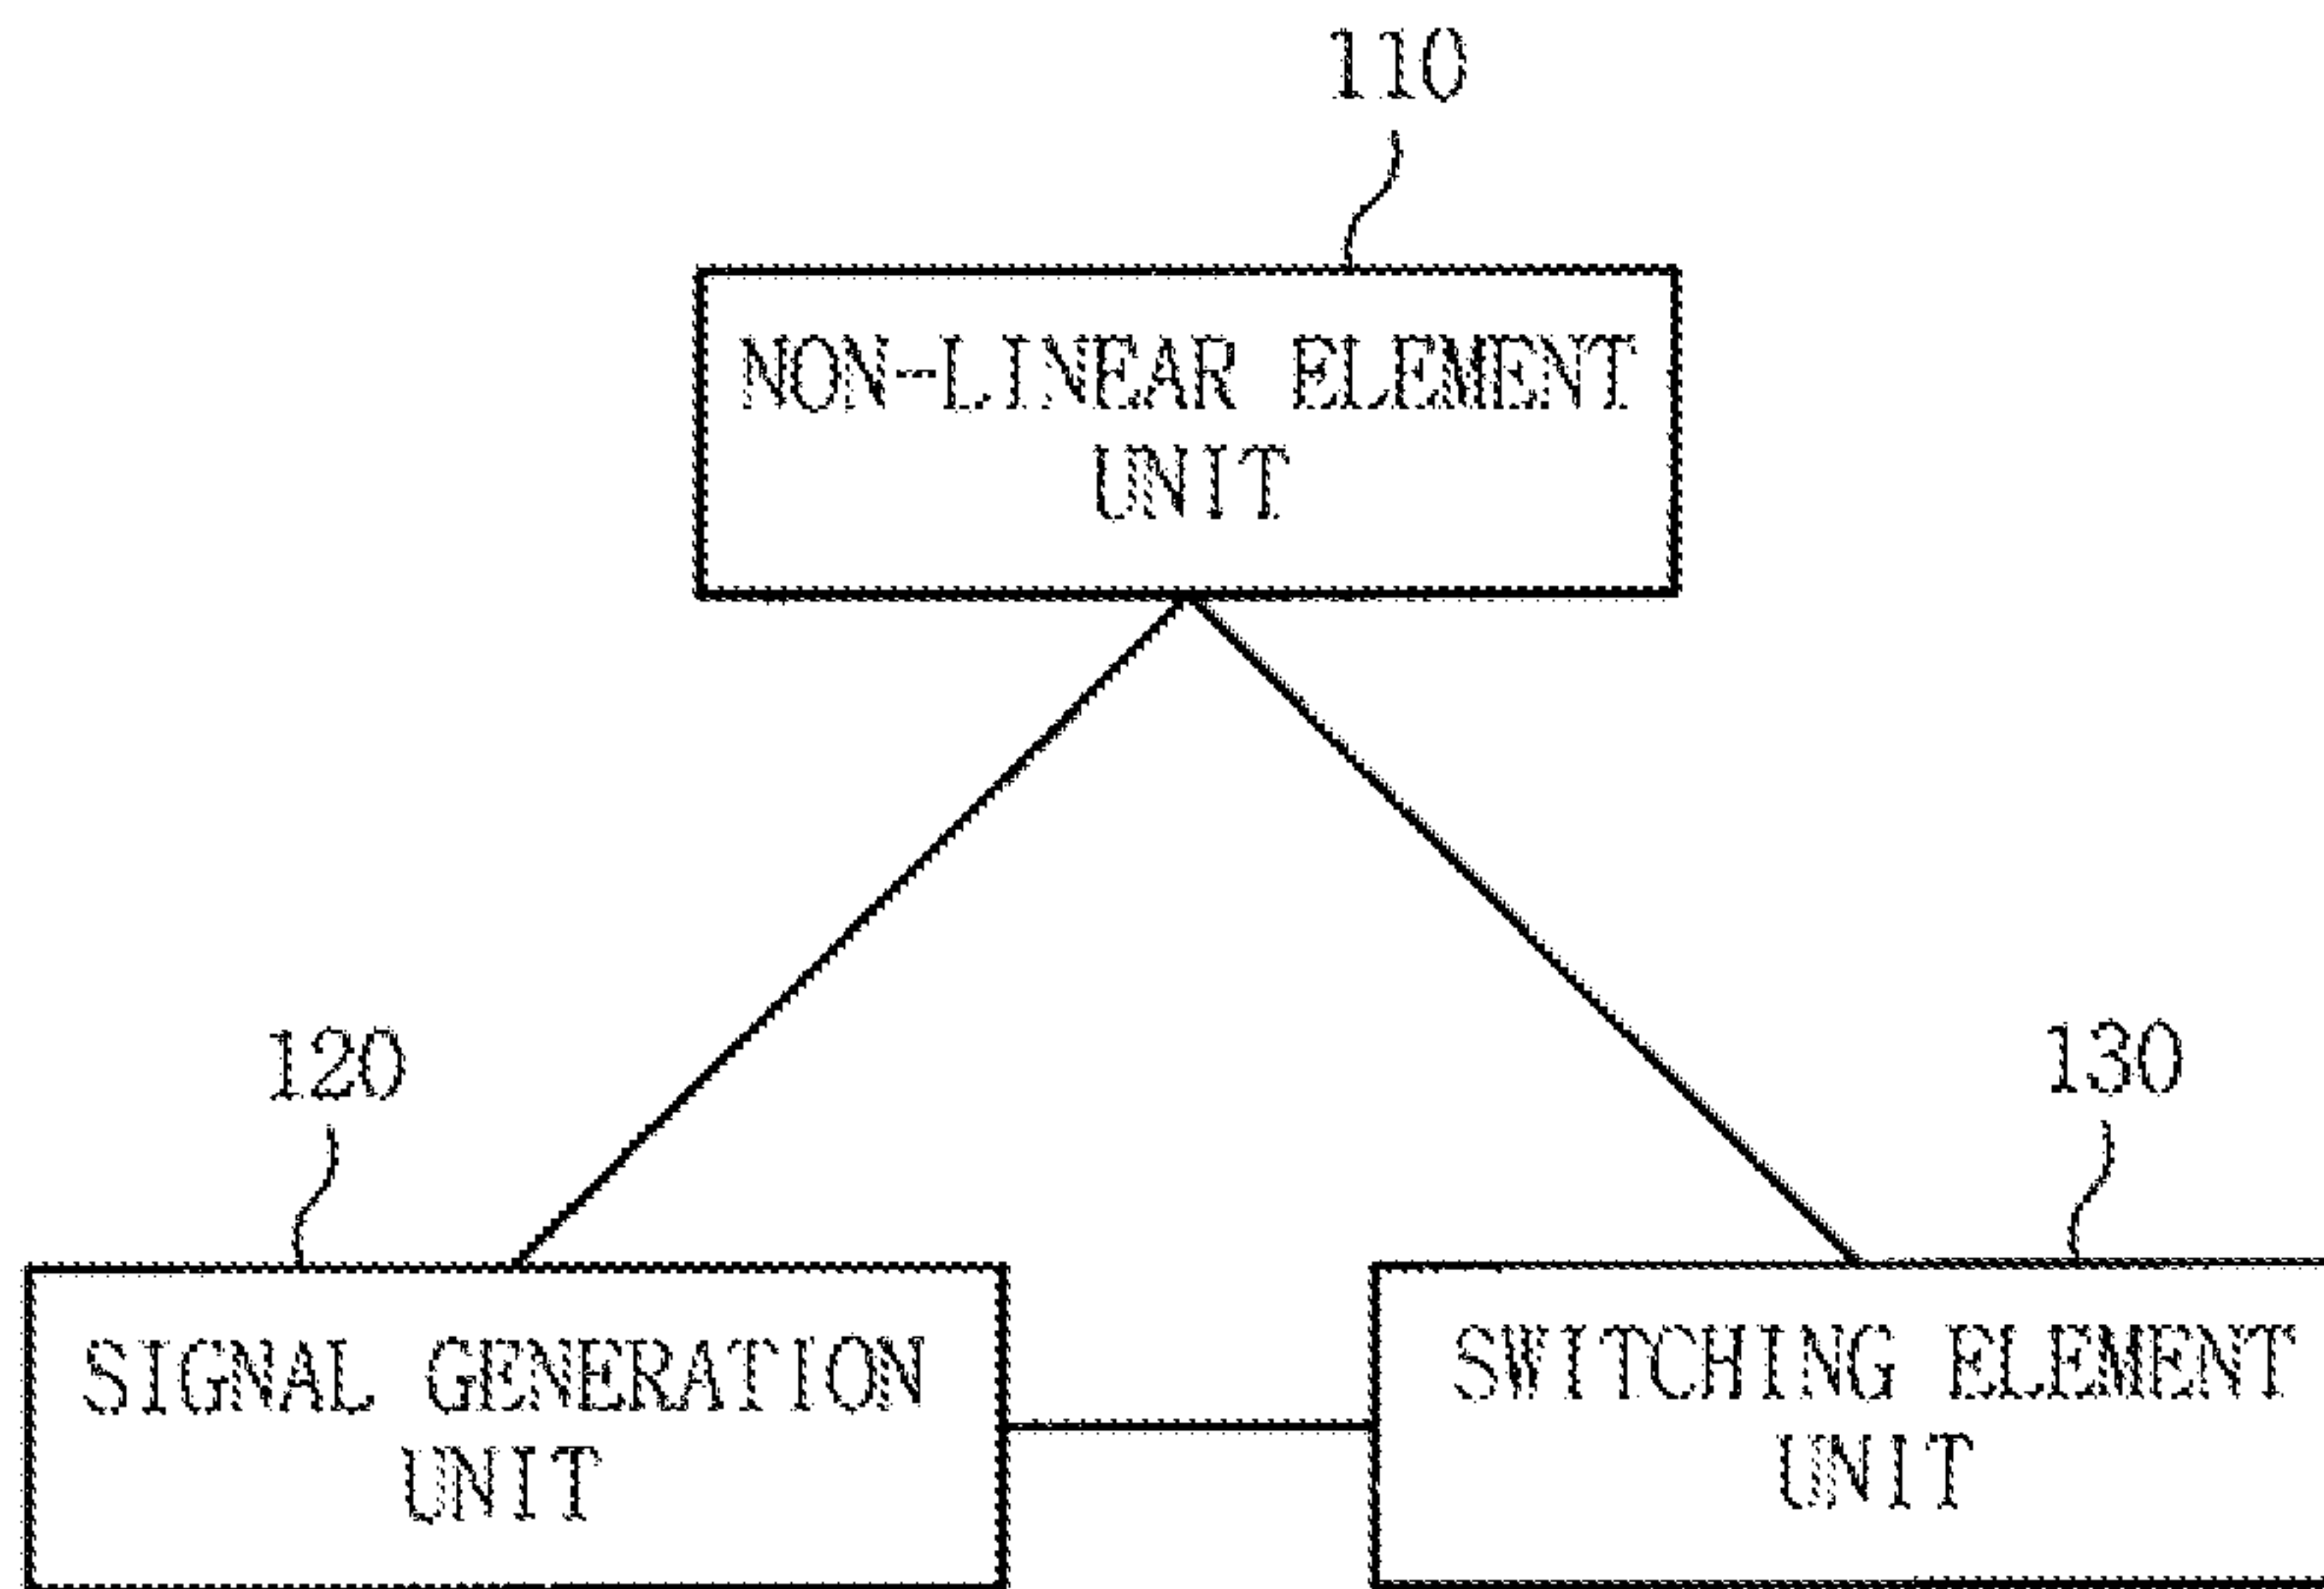 110
NON-LINEAR ELEMENT
UNIT
120
130
SIGNAL GENERATION
UNIT
SWITCHING ELEMENT
UNIT